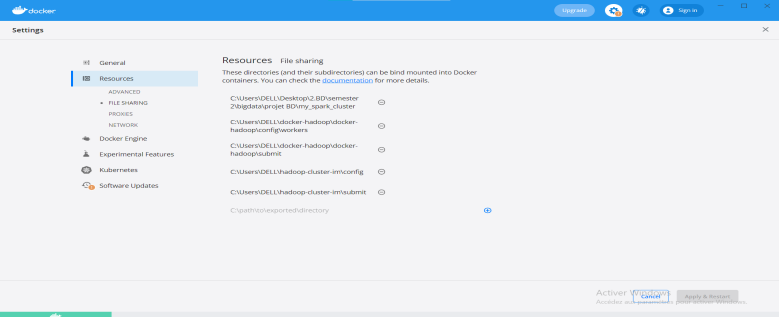 docker
Upgrade
Sign in
Settings
General
Resources
ADVANCED
FILE SHARING
PROXIES
NETWORK
Docker Engine
Experimental Features
Kubernetes
Software Updates
Resources File sharing
These directories (and their subdirectories) can be bind mounted into Docker
containers. You can check the documentation for more details.
C:\Users\DELL\Desktop\2.BD\semester
2\bigdata\projet BD\my_spark_cluster
C:\Users\DELL\docker-hadoop\docker-
hadoop\config\workers
C:\Users\DELL\docker-hadoop\docker-
hadoop\submit
C:\Users\DELL\hadoop-cluster-im\config
C:\Users\DELL\hadoop-cluster-im\submit
C:\path\to\exported\directory
Activer Windows
Accédez aux paramètres pour activer Windows.
Cancel
Apply & Restart